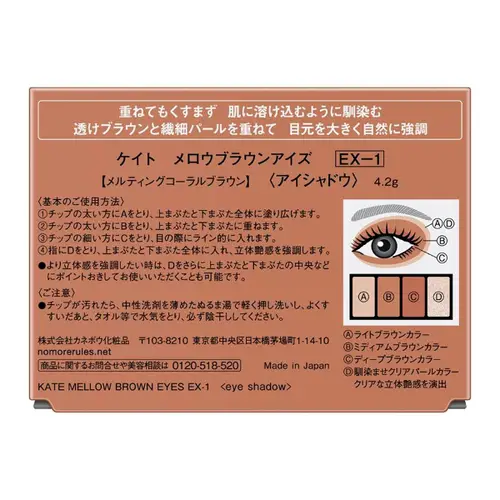 重ねてもくすまず 肌に溶け込むように馴染む
透けブラウンと繊細パールを重ねて 目元を大きく自然に強調
ケイト メロウブラウンアイズ EX−1
【メルティングコーラルブラウン】 〈アイシャドウ〉 4.2g
〈基本のご使用方法〉
①チップの太い方にAをとり、上まぶたと下まぶた全体に塗り広げます。
②チップの太い方にBをとり、上まぶたと下まぶたに重ねます。
③チップの細い方にCをとり、目の際にライン的に入れます。
④指にDをとり、上まぶたと下まぶた全体に入れ、立体艶感を強調します。
●より立体感を強調したい時は、Dをさらに上まぶたと下まぶたの中央など
にポイントおきしてお使いいただくことも可能です。
〈ご注意〉
●チップが汚れたら、中性洗剤を薄めたぬるま湯で軽く押し洗いし、よくす
すいだあと、タオル等で水気をとり、必ず陰干ししてください。
株式会社カネボウ化粧品 〒103-8210 東京都中央区日本橋茅場町1-14-10
nomorerules.net Made in Japan
商品に関するお問合せや美容相談は 0120-518-520
KATE MELLOW BROWN EYES EX-1 <eye shadow>
ⒶⒹ
Ⓑ
Ⓒ
Ⓐ Ⓑ Ⓒ Ⓓ
Ⓐライトブラウンカラー
Ⓑミディアムブラウンカラー
Ⓒディープブラウンカラー
Ⓓ馴染ませクリアパールカラー
クリアな立体艶感を演出